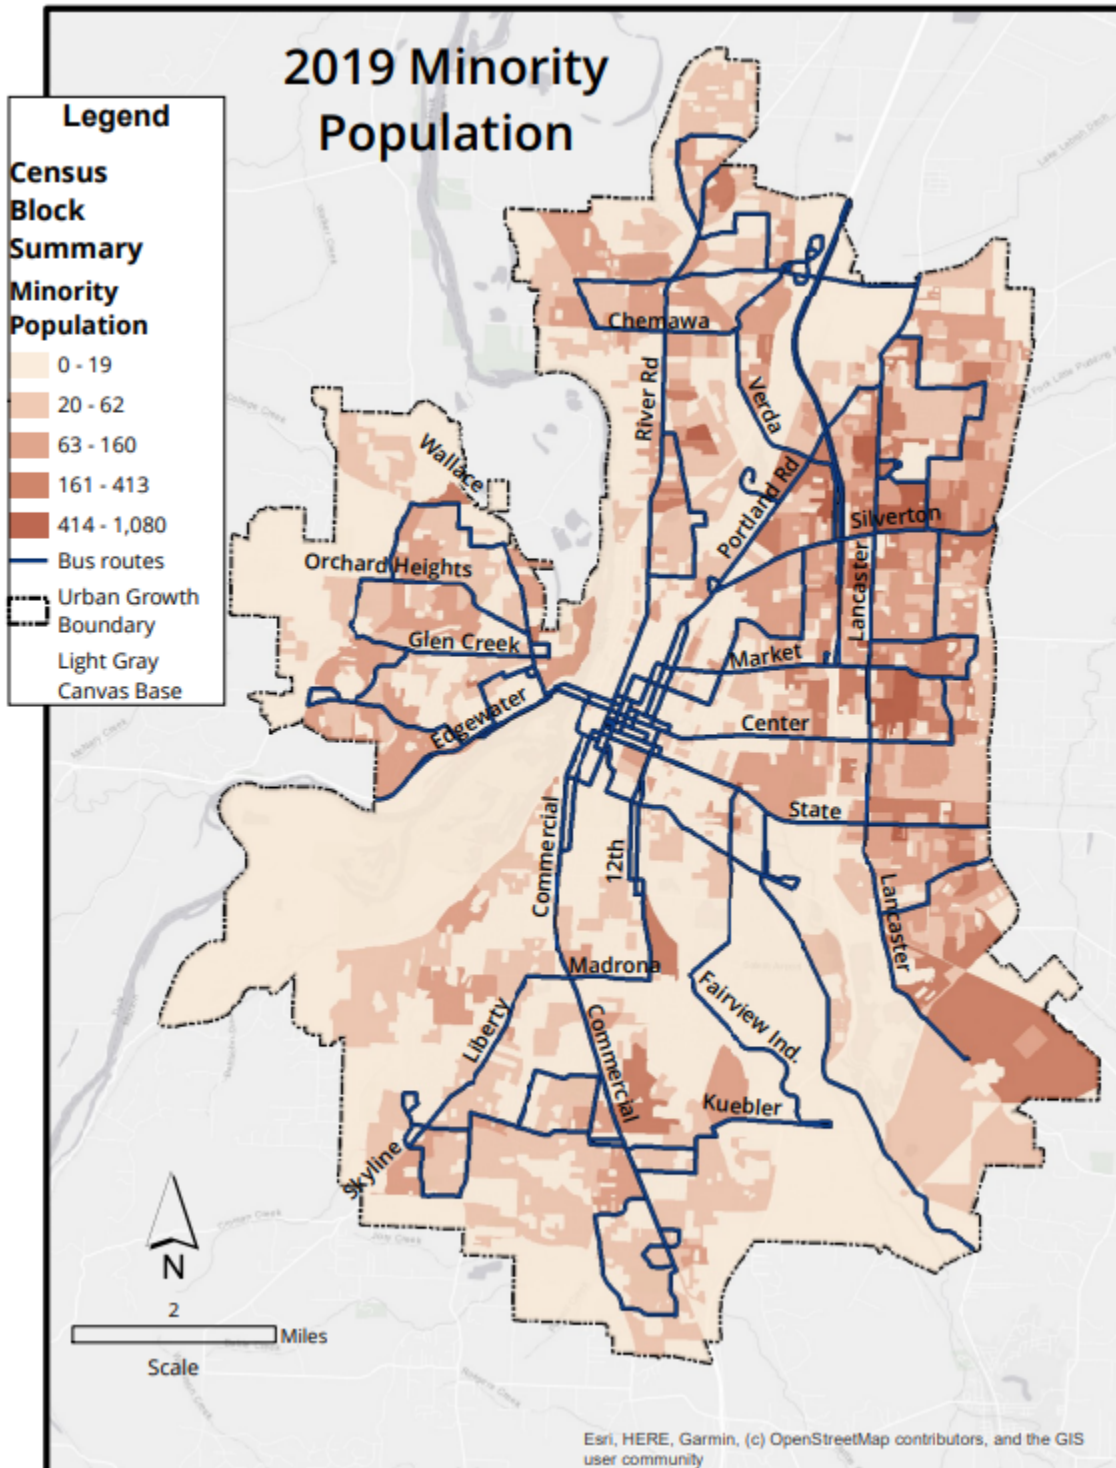 2019 Minority
Population
Legend
Census
Block
Summary
Minority
Population
0 - 19
20 - 62
63 - 160
161 - 413
414 - 1,080
Bus routes
Urban Growth
Boundary
Light Gray
Canvas Base
Chemawa
River Rd
Verda
Wallace
Portland Rd
Silverton
Orchard Heights
Lancaster
Glen Creek
Market
Edgewater
Center
State
Commercial
12th
Lancaster
Madrona
Fairview Ind.
Liberty
Commercial
Kuebler
Skyline
N
2
Miles
Scale
Esri, HERE, Garmin, (c) OpenStreetMap contributors, and the GIS
user community